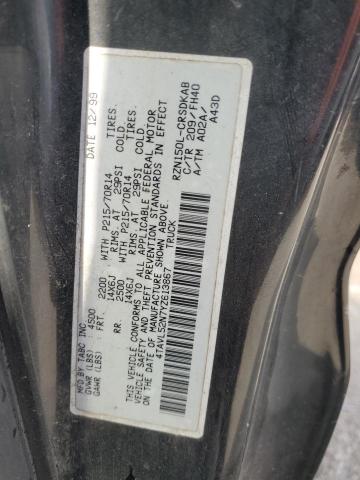 MFD BY TABC INC DATE 12/99
GVWR (LBS) 4500
GAWR (LBS) FRT. 2200 WITH P215/70R14 TIRES.
14X6J RIMS. AT 29PSI COLD.
RR. 2500 WITH P215/70R14 TIRES.
14X6J RIMS. AT 29PSI COLD.
THIS VEHICLE CONFORMS TO ALL APPLICABLE FEDERAL MOTOR
VEHICLE SAFETY AND THEFT PREVENTION STANDARDS IN EFFECT
ON THE DATE OF MANUFACTURE SHOWN ABOVE.
4TAVL52N7YZ613867 TRUCK
RZN150L-CRSDKAB
C/TR 209/FH40
A/TM A02A/
A43D